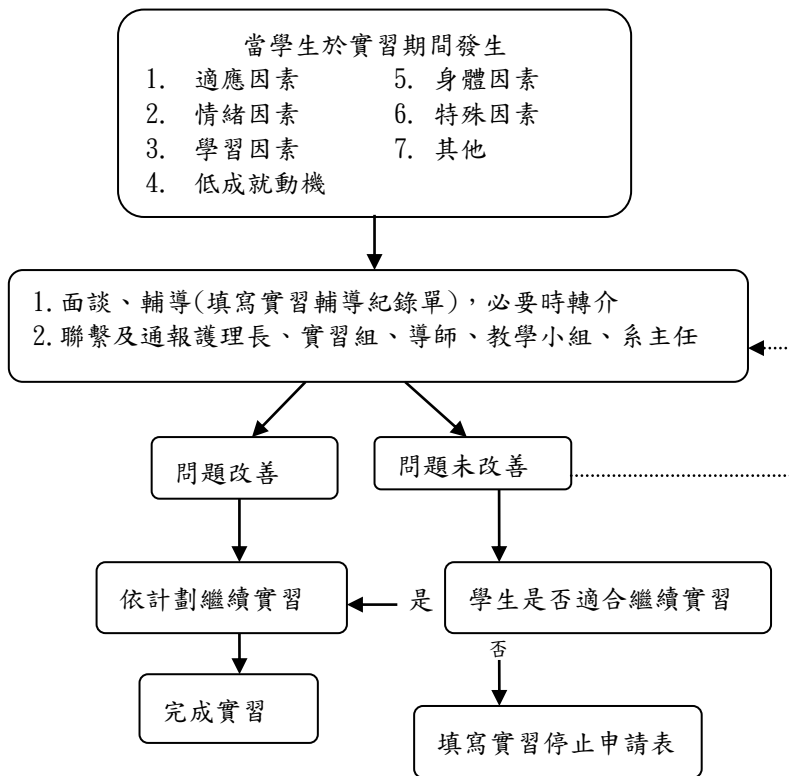 當學生於實習期間發生
1. 適應因素 5. 身體因素
2. 情緒因素 6. 特殊因素
3. 學習因素 7. 其他
4. 低成就動機
1.面談、輔導(填寫實習輔導紀錄單)，必要時轉介
2.聯繫及通報護理長、實習組、導師、教學小組、系主任
問題改善 問題未改善
依計劃繼續實習 是 學生是否適合繼續實習
否
完成實習
填寫實習停止申請表